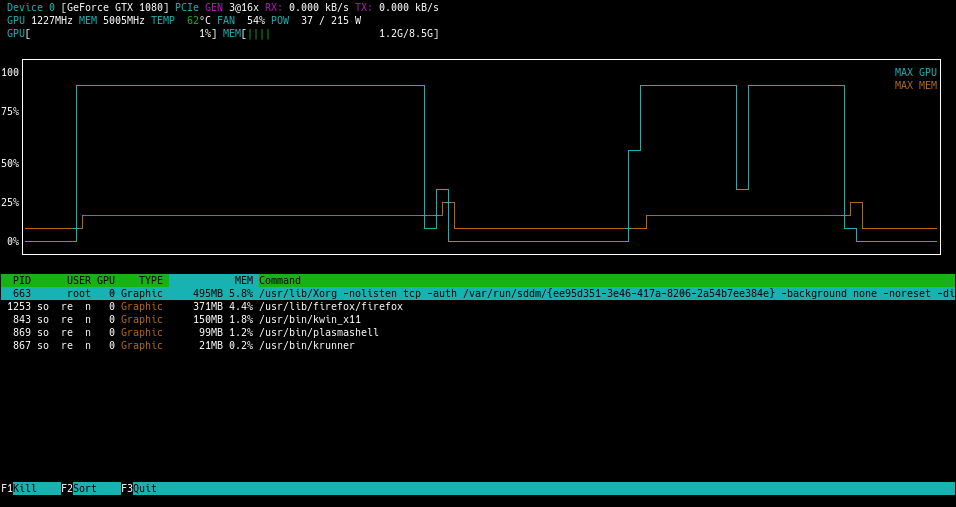 Device 0 [GeForce GTX 1080] PCIe GEN 3@16x RX: 0.000 kB/s TX: 0.000 kB/s
GPU 1227MHz MEM 5005MHz TEMP 62°C FAN 54% POW 37 / 215 W
GPU[ 1%] MEM[|||| 1.2G/8.5G]
100
MAX GPU
MAX MEM
75%
50%
25%
0%
PID USER GPU TYPE MEM Command
663 root 0 Graphic 495MB 5.8% /usr/lib/Xorg -nolisten tcp -auth /var/run/sddm/{ee95d351-3e46-417a-8206-2a54b7ee384e} -background none -noreset -di
1253 so re n 0 Graphic 371MB 4.4% /usr/lib/firefox/firefox
843 so re n 0 Graphic 150MB 1.8% /usr/bin/kwin_x11
869 so re n 0 Graphic 99MB 1.2% /usr/bin/plasmashell
867 so re n 0 Graphic 21MB 0.2% /usr/bin/krunner
F1Kill F2Sort F3Quit